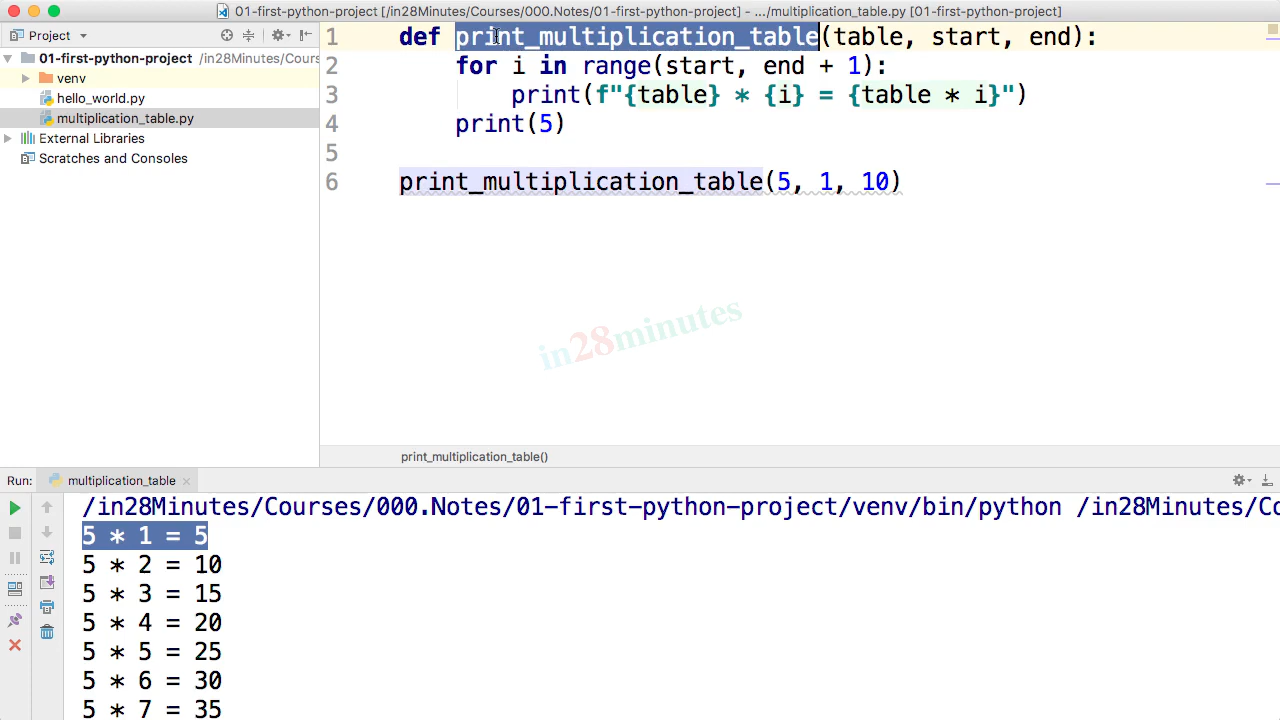 01-first-python-project [/in28Minutes/Courses/000.Notes/01-first-python-project] - .../multiplication_table.py [01-first-python-project]
Project
01-first-python-project /in28Minutes/Cours
venv
hello_world.py
multiplication_table.py
External Libraries
Scratches and Consoles
1 def print_multiplication_table(table, start, end):
2 for i in range(start, end + 1):
3 print(f"{table} * {i} = {table * i}")
4 print(5)
5
6 print_multiplication_table(5, 1, 10)
in28minutes
print_multiplication_table()
Run: multiplication_table
/in28Minutes/Courses/000.Notes/01-first-python-project/venv/bin/python /in28Minutes/Co
5 * 1 = 5
5 * 2 = 10
5 * 3 = 15
5 * 4 = 20
5 * 5 = 25
5 * 6 = 30
5 * 7 = 35